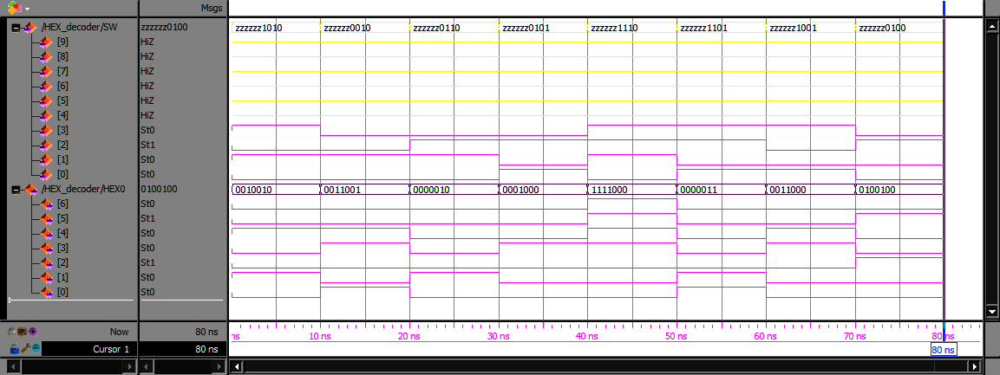 Msgs
/HEX_decoder/SW zzzzzz0100 zzzzzz1010 zzzzzz0010 zzzzzz0110 zzzzzz0101 zzzzzz1110 zzzzzz1101 zzzzzz1001 zzzzzz0100
[9] HiZ
[8] HiZ
[7] HiZ
[6] HiZ
[5] HiZ
[4] HiZ
[3] St0
[2] St1
[1] St0
[0] St0
/HEX_decoder/HEX0 0100100 0010010 0011001 0000010 0001000 1111000 0000011 0011000 0100100
[6] St0
[5] St1
[4] St0
[3] St0
[2] St1
[1] St0
[0] St0
Now 80 ns ns 10 ns 20 ns 30 ns 40 ns 50 ns 60 ns 70 ns 80 ns
Cursor 1 80 ns 80 ns